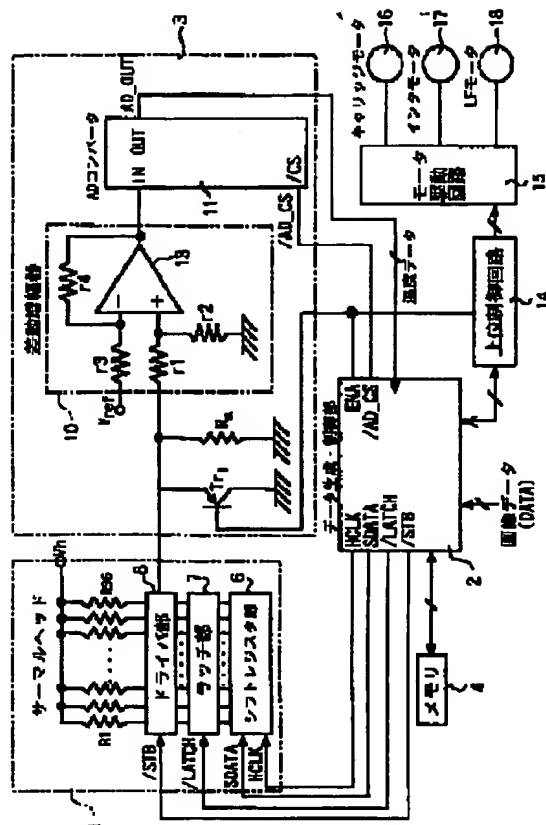 サーマルヘッド
Vh
R1
R96
ドライバ部
8
ラッチ部
7
シフトレジスタ部
6
/STB
/LATCH
SDATA
HCLK
3
差動増幅器
10
Vref
r3
r4
r1
r2
13
Tr1
ADコンバータ
IN
OUT
/CS
11
AD_OUT
/AD_CS
データ生成・制御部
HCLK
SDATA
/LATCH
/STB
ENA
/AD_CS
2
温度データ
メモリ
4
画像データ
(DATA)
上位制御回路
14
モータ
駆動
回路
15
キャリッジモータ
16
インクモータ
17
LFモータ
18